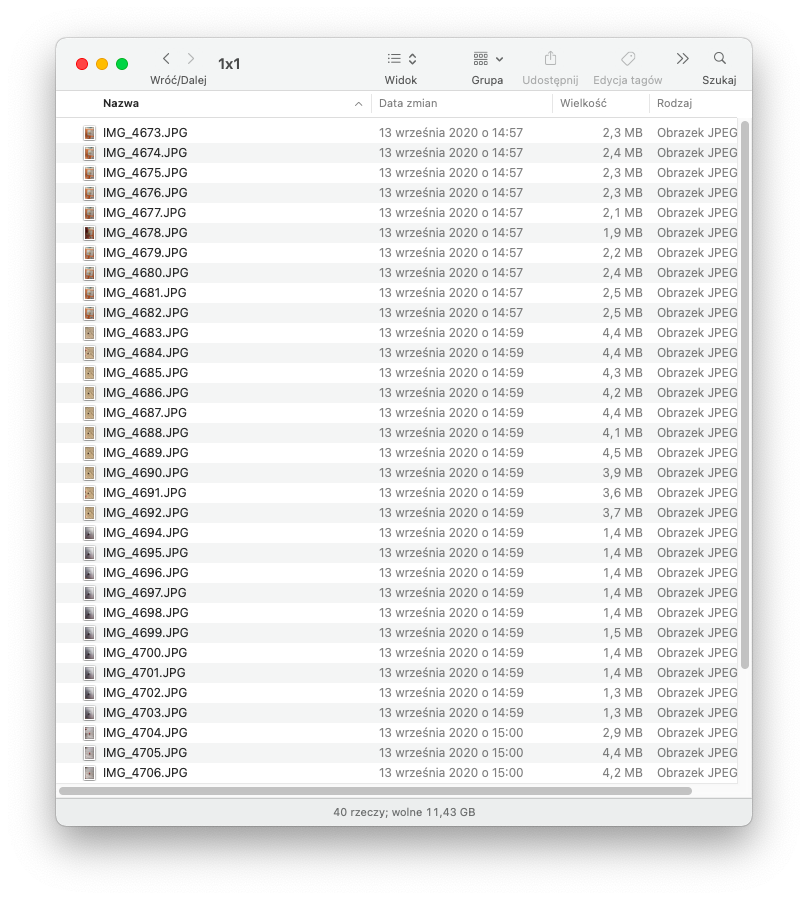 1x1
Wróć/Dalej
Widok
Grupa
Udostępnij
Edycja tagów
Szukaj
Nazwa Data zmian Wielkość Rodzaj
IMG_4673.JPG 13 września 2020 o 14:57 2,3 MB Obrazek JPEG
IMG_4674.JPG 13 września 2020 o 14:57 2,4 MB Obrazek JPEG
IMG_4675.JPG 13 września 2020 o 14:57 2,3 MB Obrazek JPEG
IMG_4676.JPG 13 września 2020 o 14:57 2,3 MB Obrazek JPEG
IMG_4677.JPG 13 września 2020 o 14:57 2,1 MB Obrazek JPEG
IMG_4678.JPG 13 września 2020 o 14:57 1,9 MB Obrazek JPEG
IMG_4679.JPG 13 września 2020 o 14:57 2,2 MB Obrazek JPEG
IMG_4680.JPG 13 września 2020 o 14:57 2,4 MB Obrazek JPEG
IMG_4681.JPG 13 września 2020 o 14:57 2,5 MB Obrazek JPEG
IMG_4682.JPG 13 września 2020 o 14:57 2,5 MB Obrazek JPEG
IMG_4683.JPG 13 września 2020 o 14:59 4,4 MB Obrazek JPEG
IMG_4684.JPG 13 września 2020 o 14:59 4,4 MB Obrazek JPEG
IMG_4685.JPG 13 września 2020 o 14:59 4,3 MB Obrazek JPEG
IMG_4686.JPG 13 września 2020 o 14:59 4,2 MB Obrazek JPEG
IMG_4687.JPG 13 września 2020 o 14:59 4,4 MB Obrazek JPEG
IMG_4688.JPG 13 września 2020 o 14:59 4,1 MB Obrazek JPEG
IMG_4689.JPG 13 września 2020 o 14:59 4,5 MB Obrazek JPEG
IMG_4690.JPG 13 września 2020 o 14:59 3,9 MB Obrazek JPEG
IMG_4691.JPG 13 września 2020 o 14:59 3,6 MB Obrazek JPEG
IMG_4692.JPG 13 września 2020 o 14:59 3,7 MB Obrazek JPEG
IMG_4694.JPG 13 września 2020 o 14:59 1,4 MB Obrazek JPEG
IMG_4695.JPG 13 września 2020 o 14:59 1,4 MB Obrazek JPEG
IMG_4696.JPG 13 września 2020 o 14:59 1,4 MB Obrazek JPEG
IMG_4697.JPG 13 września 2020 o 14:59 1,4 MB Obrazek JPEG
IMG_4698.JPG 13 września 2020 o 14:59 1,4 MB Obrazek JPEG
IMG_4699.JPG 13 września 2020 o 14:59 1,5 MB Obrazek JPEG
IMG_4700.JPG 13 września 2020 o 14:59 1,4 MB Obrazek JPEG
IMG_4701.JPG 13 września 2020 o 14:59 1,4 MB Obrazek JPEG
IMG_4702.JPG 13 września 2020 o 14:59 1,3 MB Obrazek JPEG
IMG_4703.JPG 13 września 2020 o 14:59 1,3 MB Obrazek JPEG
IMG_4704.JPG 13 września 2020 o 15:00 2,9 MB Obrazek JPEG
IMG_4705.JPG 13 września 2020 o 15:00 4,4 MB Obrazek JPEG
IMG_4706.JPG 13 września 2020 o 15:00 4,2 MB Obrazek JPEG
40 rzeczy; wolne 11,43 GB